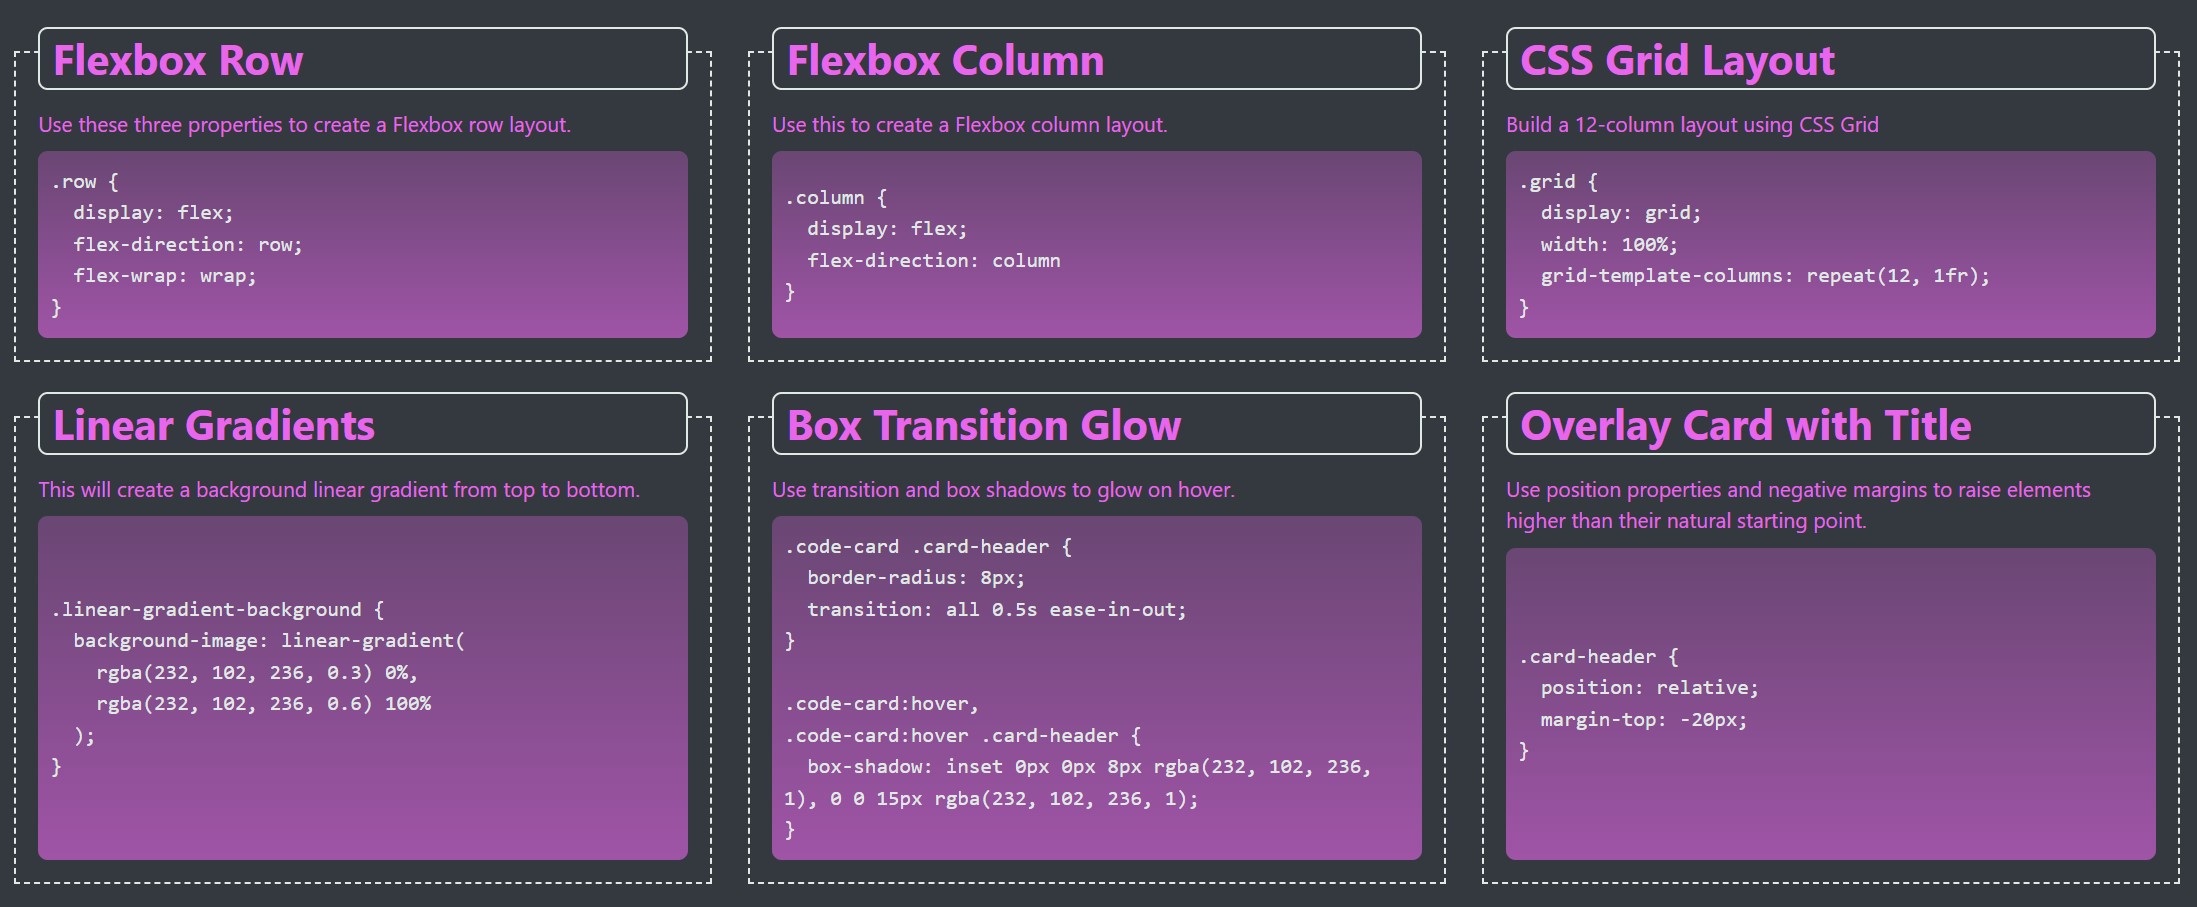 Flexbox Row
Use these three properties to create a Flexbox row layout.
.row {
  display: flex;
  flex-direction: row;
  flex-wrap: wrap;
}
Flexbox Column
Use this to create a Flexbox column layout.
.column {
  display: flex;
  flex-direction: column
}
CSS Grid Layout
Build a 12-column layout using CSS Grid
.grid {
  display: grid;
  width: 100%;
  grid-template-columns: repeat(12, 1fr);
}
Linear Gradients
This will create a background linear gradient from top to bottom.
.linear-gradient-background {
  background-image: linear-gradient(
    rgba(232, 102, 236, 0.3) 0%,
    rgba(232, 102, 236, 0.6) 100%
  );
}
Box Transition Glow
Use transition and box shadows to glow on hover.
.code-card .card-header {
  border-radius: 8px;
  transition: all 0.5s ease-in-out;
}
.code-card:hover,
.code-card:hover .card-header {
  box-shadow: inset 0px 0px 8px rgba(232, 102, 236,
1), 0 0 15px rgba(232, 102, 236, 1);
}
Overlay Card with Title
Use position properties and negative margins to raise elements
higher than their natural starting point.
.card-header {
  position: relative;
  margin-top: -20px;
}